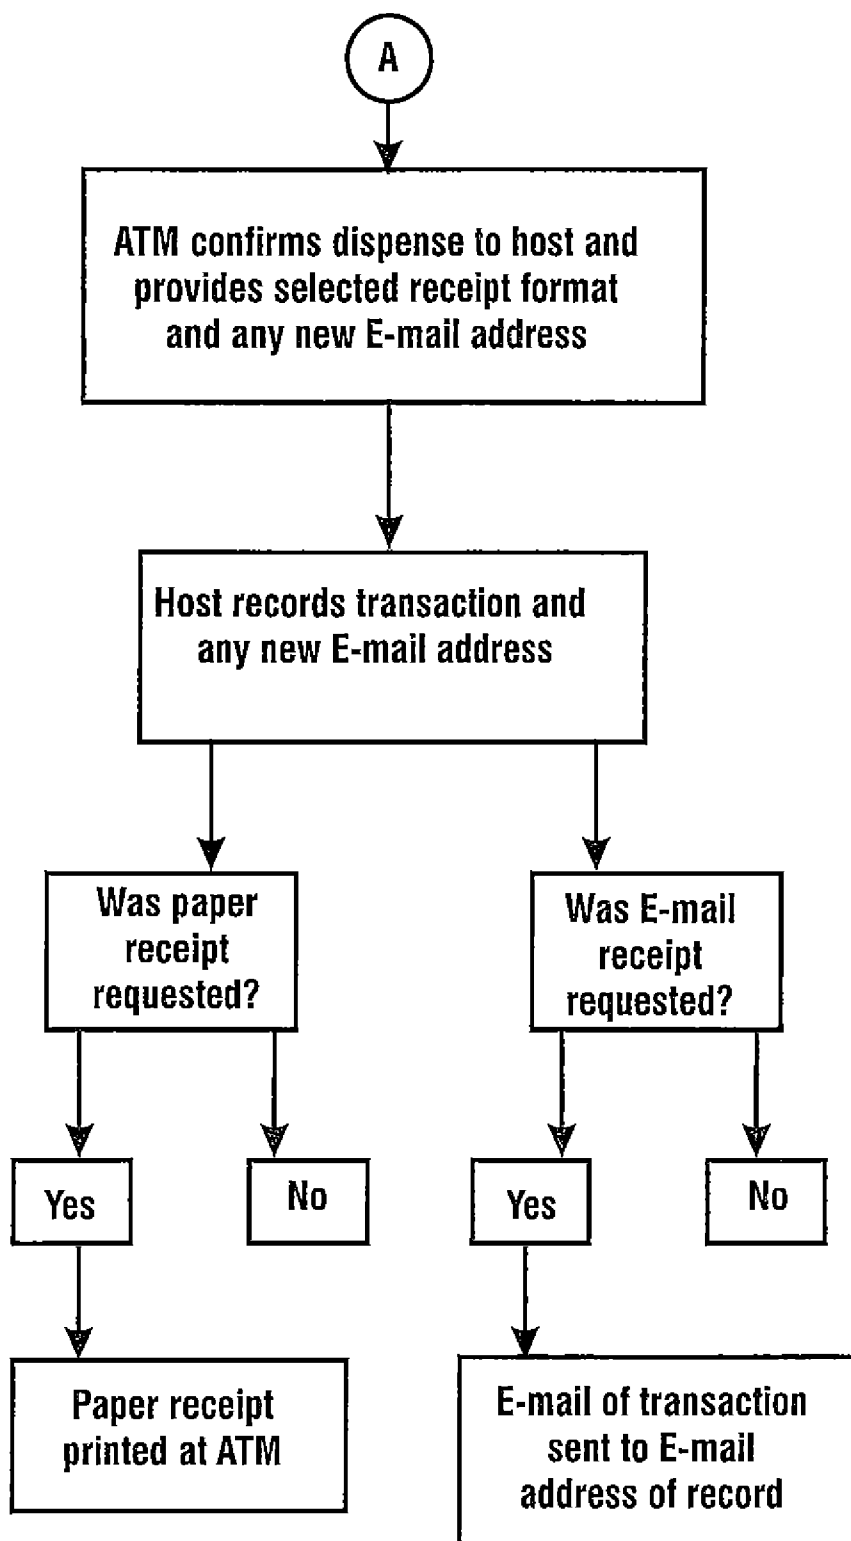 A
ATM confirms dispense to host and
provides selected receipt format
and any new E-mail address
Host records transaction and
any new E-mail address
Was paper
receipt
requested?
Was E-mail
receipt
requested?
Yes
No
Yes
No
Paper receipt
printed at ATM
E-mail of transaction
sent to E-mail
address of record